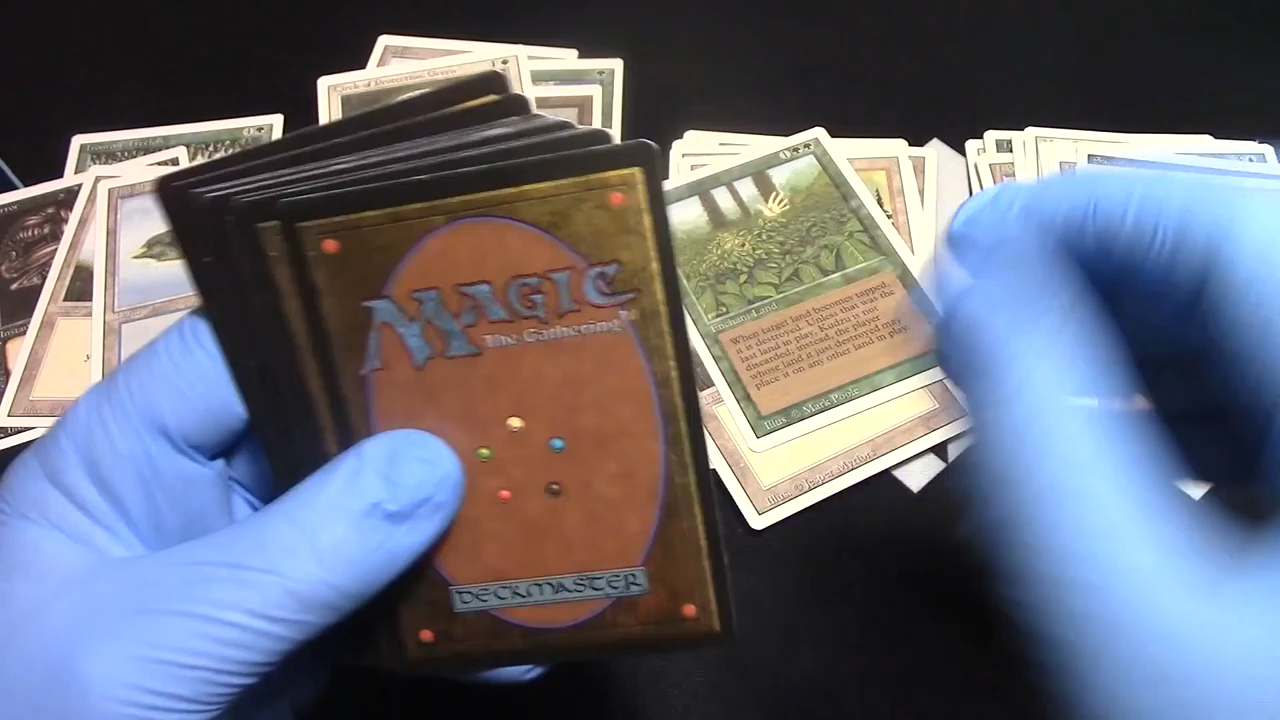 Circle of Protection: Green
MAGIC
The Gathering
DECKMASTER
Enchant Land
When target land becomes tapped,
it is destroyed. Unless that was the
last land in play, Kudzu is not
discarded; instead, the player
whose land it just destroyed may
place it on any other land in play.
Illus. © Mark Poole
Illus. © Jesper Myrfors